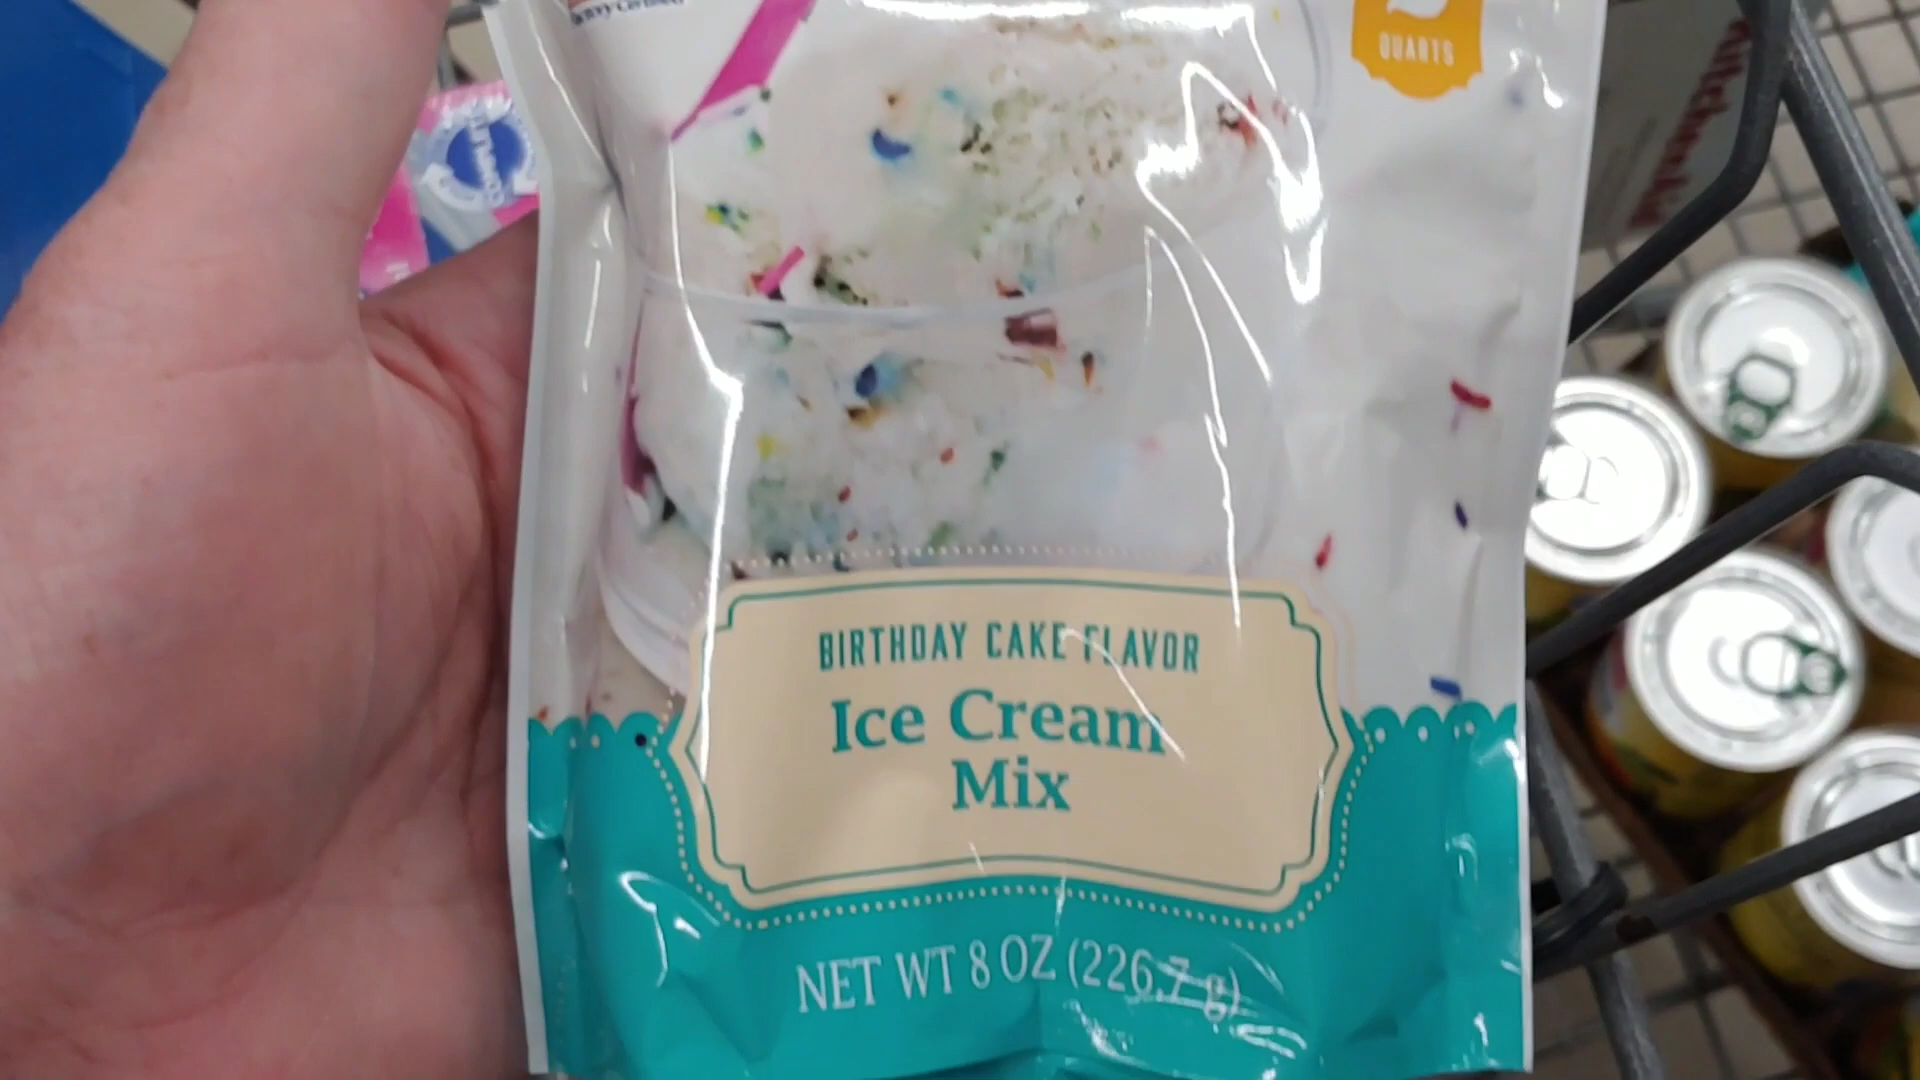 QUARTS
BIRTHDAY CAKE FLAVOR
Ice Cream
Mix
NET WT 8 OZ (226.7 g)